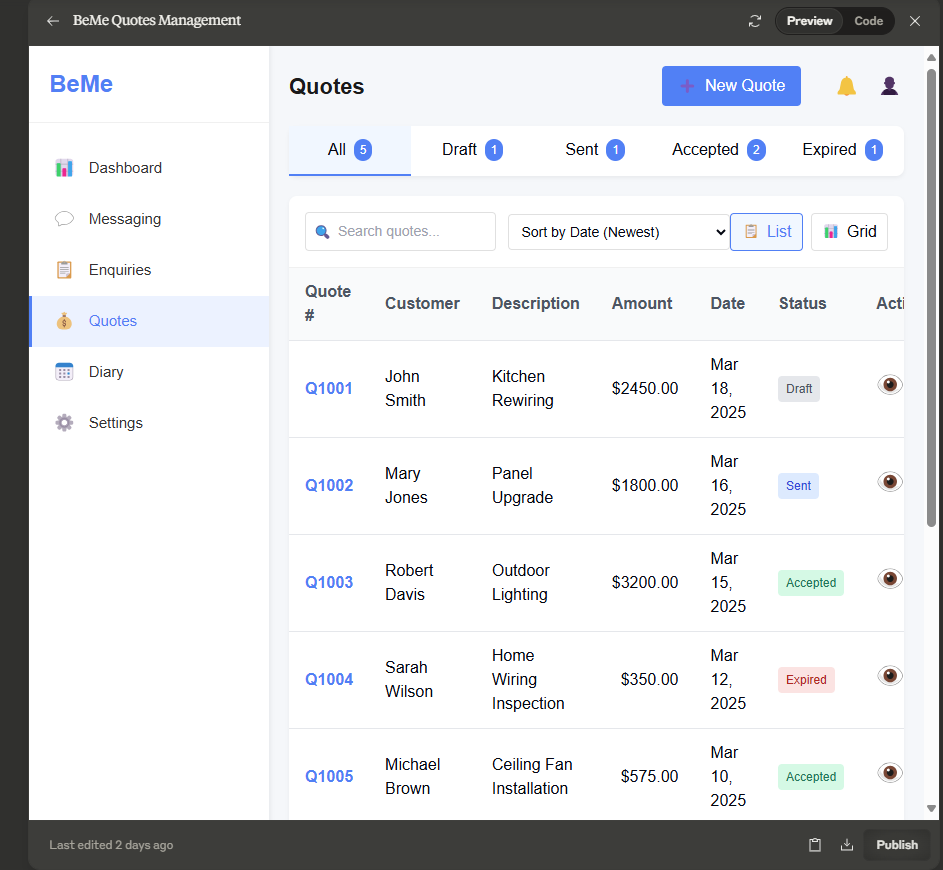 BeMe Quotes Management
Preview Code
BeMe
Dashboard
Messaging
Enquiries
Quotes
Diary
Settings
Quotes
New Quote
All 5
Draft 1
Sent 1
Accepted 2
Expired 1
Search quotes...
Sort by Date (Newest)
List
Grid
Quote # Customer Description Amount Date Status Acti
Q1001 John Smith Kitchen Rewiring $2450.00 Mar 18, 2025 Draft
Q1002 Mary Jones Panel Upgrade $1800.00 Mar 16, 2025 Sent
Q1003 Robert Davis Outdoor Lighting $3200.00 Mar 15, 2025 Accepted
Q1004 Sarah Wilson Home Wiring Inspection $350.00 Mar 12, 2025 Expired
Q1005 Michael Brown Ceiling Fan Installation $575.00 Mar 10, 2025 Accepted
Last edited 2 days ago
Publish